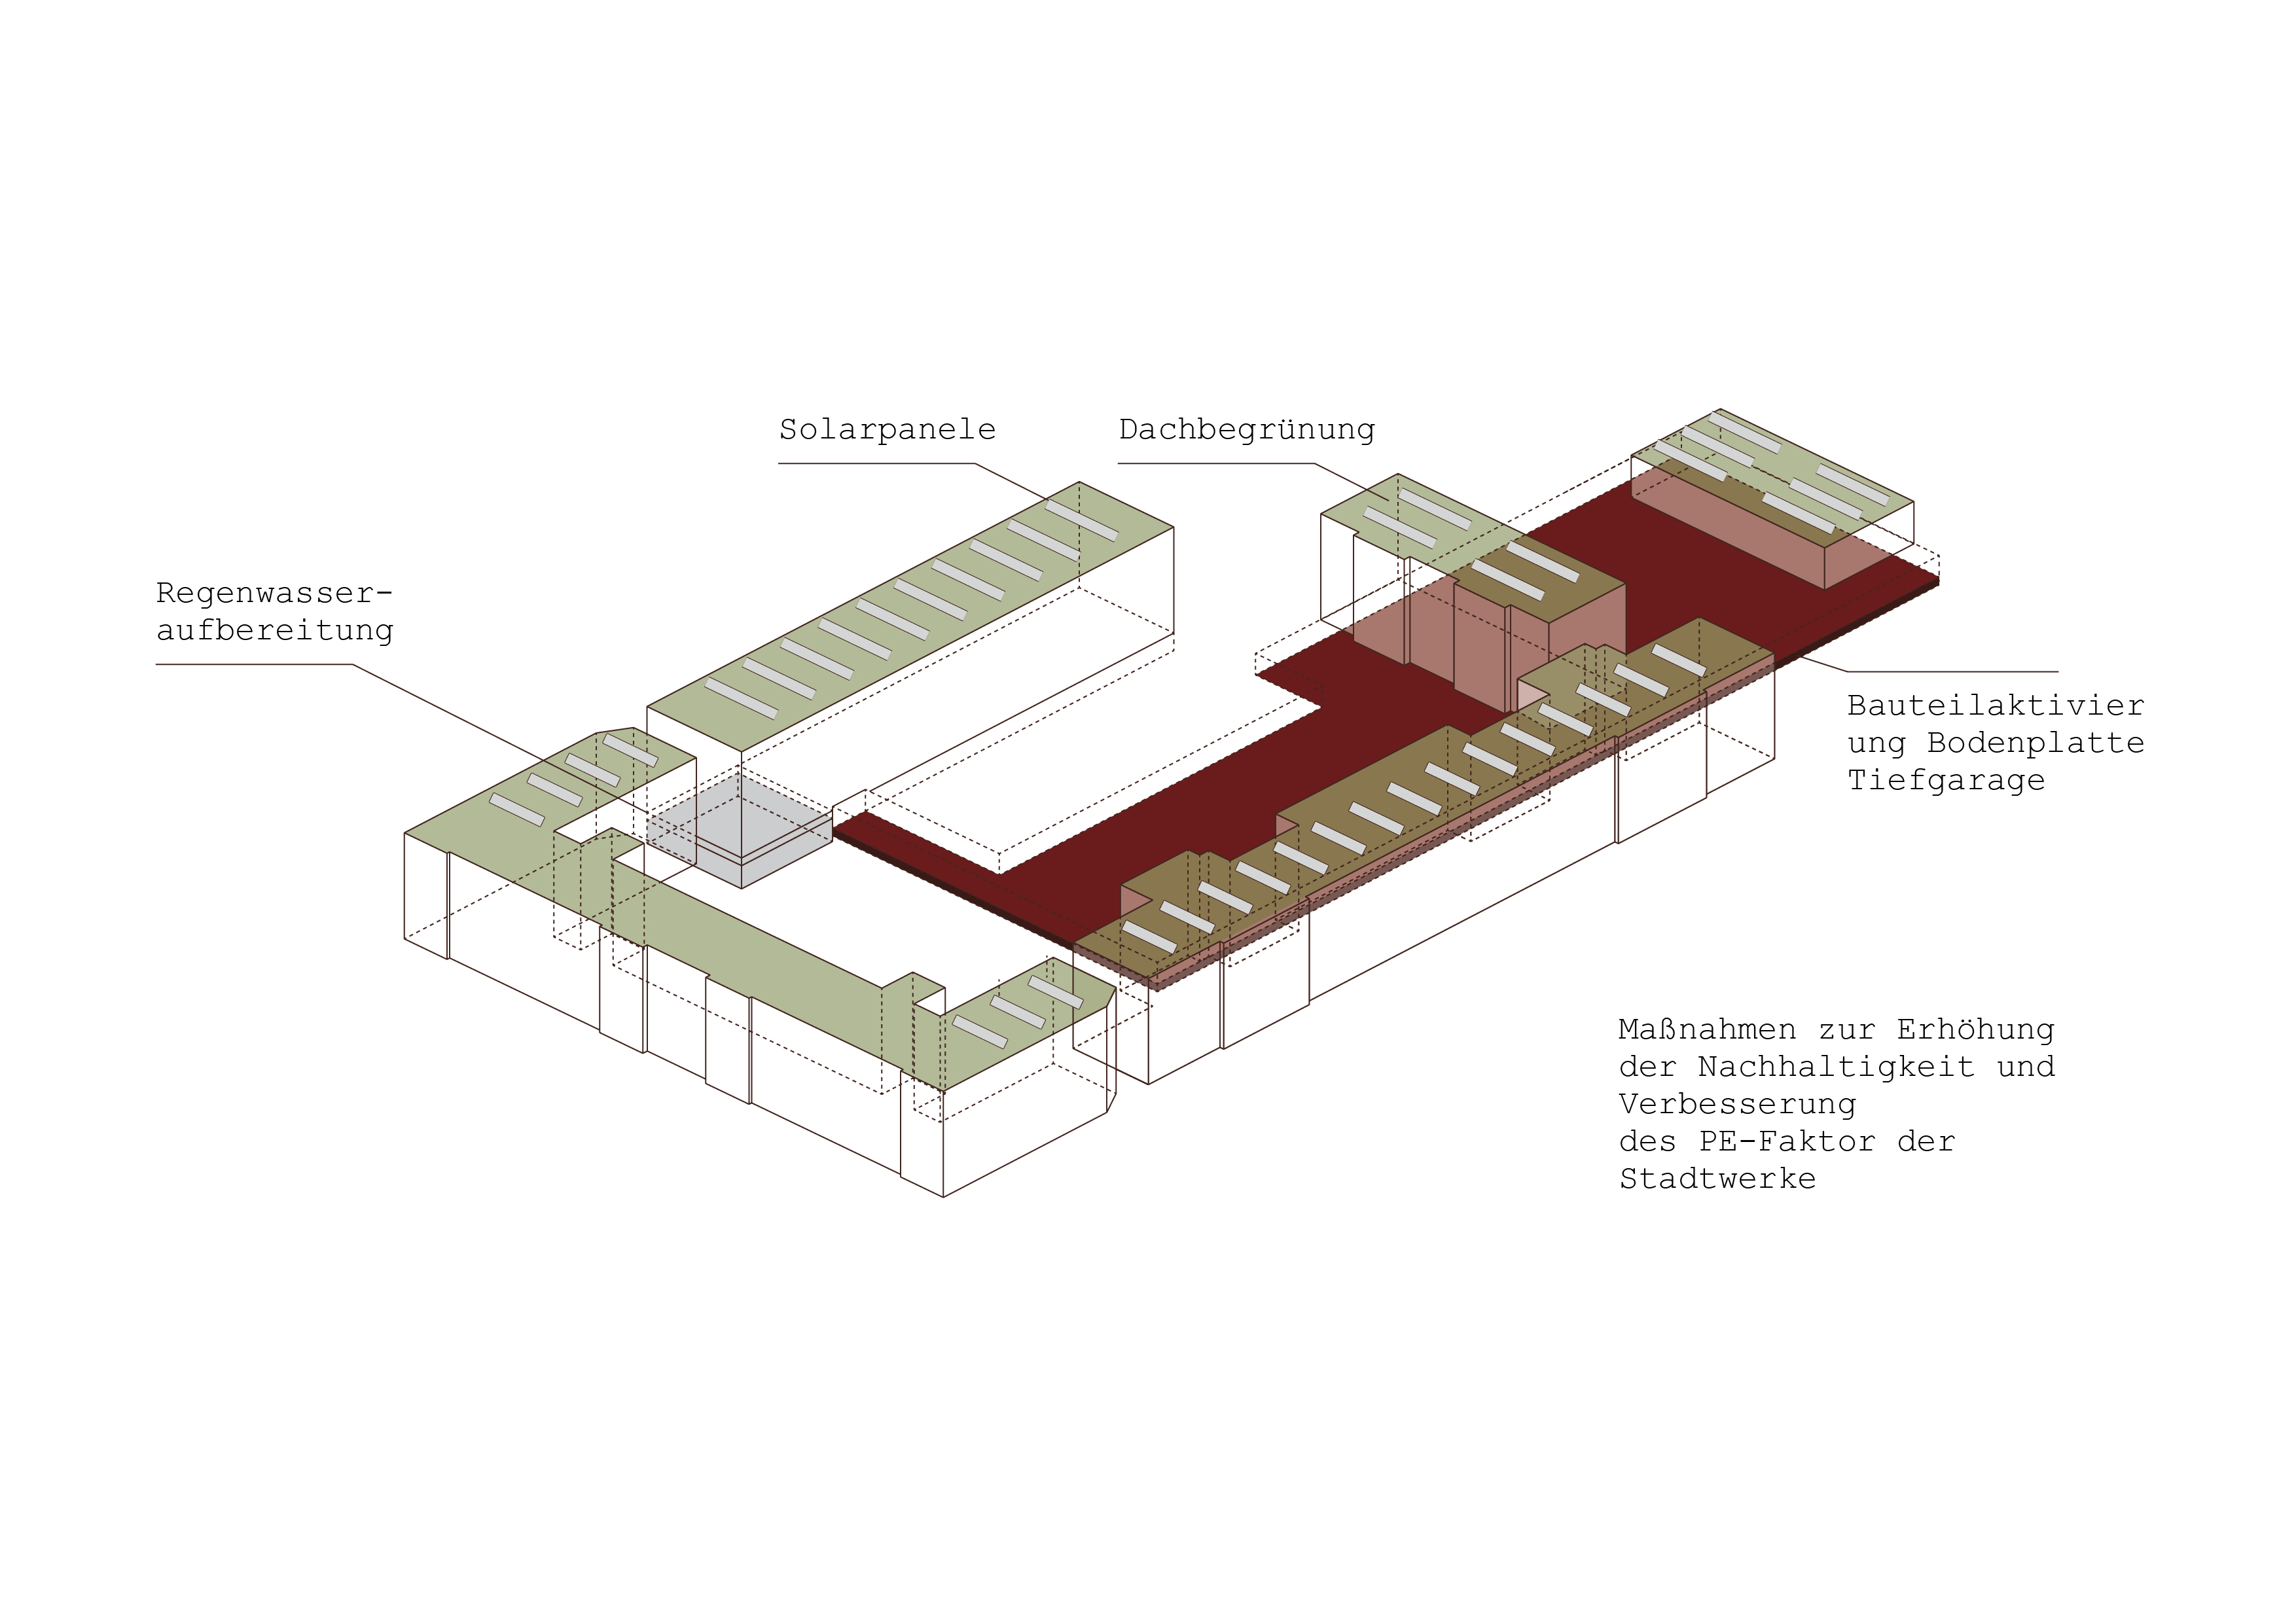 Solarpanele
Dachbegrünung
Regenwasser-
aufbereitung
Bauteilaktivier
ung Bodenplatte
Tiefgarage
Maßnahmen zur Erhöhung
der Nachhaltigkeit und
Verbesserung
des PE-Faktor der
Stadtwerke